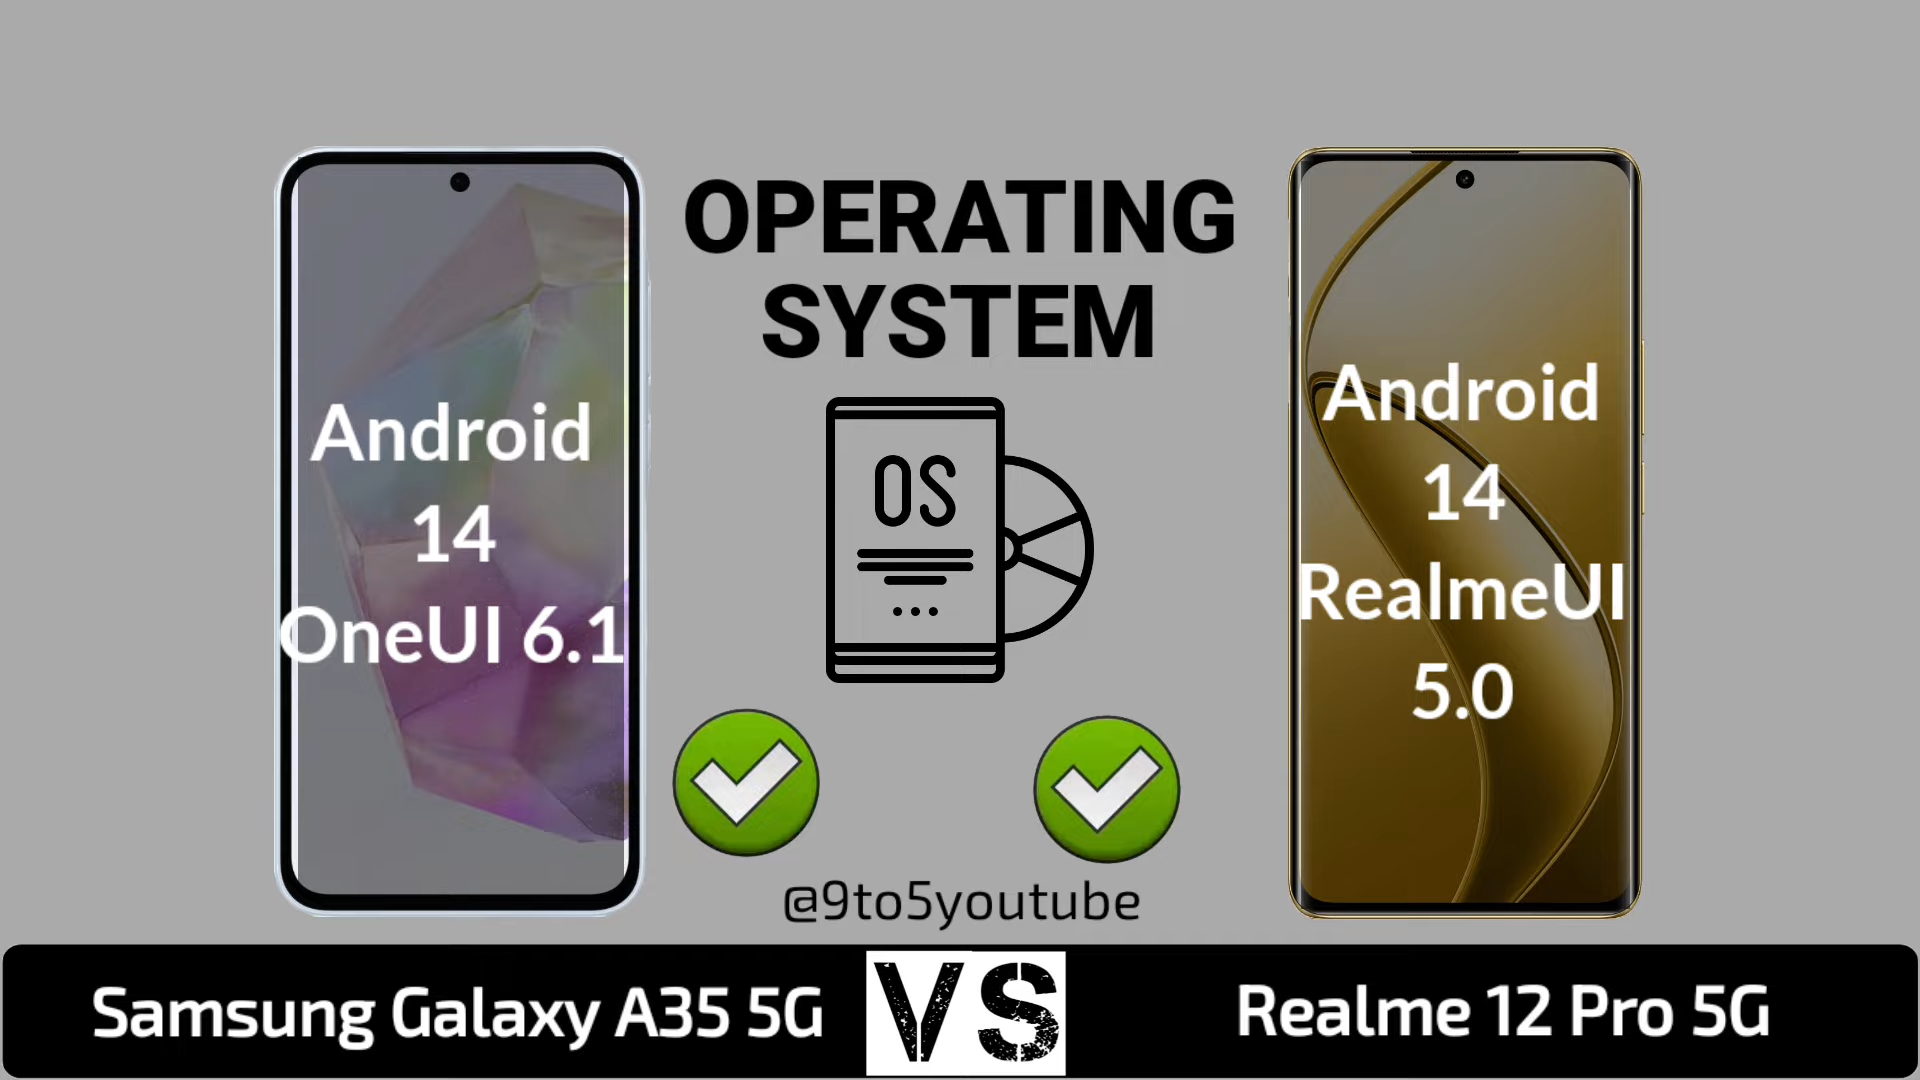 OPERATING
SYSTEM
Android
14
OneUI 6.1
OS
Android
14
RealmeUI
5.0
@9to5youtube
Samsung Galaxy A35 5G
VS
Realme 12 Pro 5G